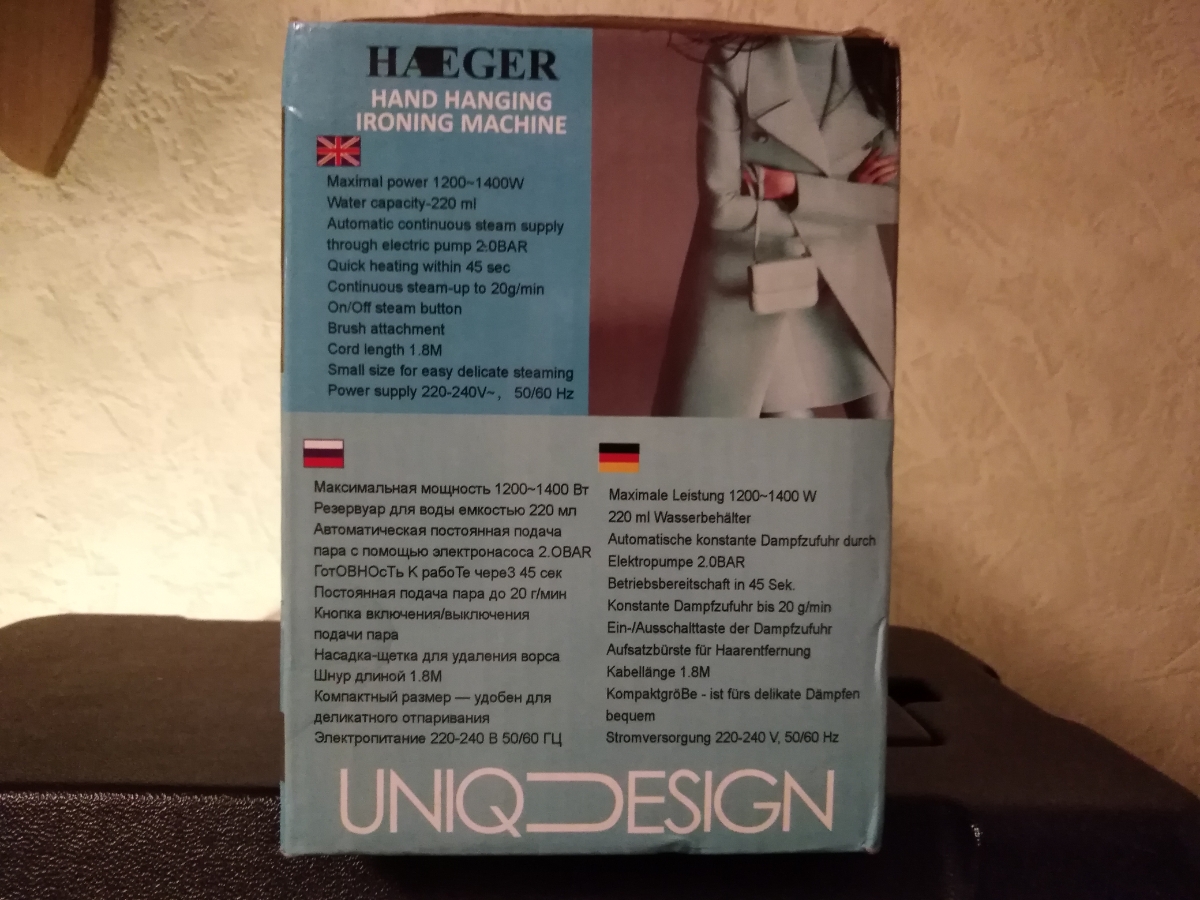 HAEGER
HAND HANGING
IRONING MACHINE
Maximal power 1200~1400W
Water capacity-220 ml
Automatic continuous steam supply
through electric pump 2.0BAR
Quick heating within 45 sec
Continuous steam-up to 20g/min
On/Off steam button
Brush attachment
Cord length 1.8M
Small size for easy delicate steaming
Power supply 220-240V~, 50/60 Hz
Максимальная мощность 1200~1400 Вт
Резервуар для воды емкостью 220 мл
Автоматическая постоянная подача
пара с помощью электронасоса 2.OBAR
ГотОВНОсТь К рабоТе через 45 сек
Постоянная подача пара до 20 г/мин
Кнопка включения/выключения
подачи пара
Насадка-щетка для удаления ворса
Шнур длиной 1.8М
Компактный размер — удобен для
деликатного отпаривания
Электропитание 220-240 В 50/60 ГЦ
Maximale Leistung 1200~1400 W
220 ml Wasserbehälter
Automatische konstante Dampfzufuhr durch
Elektropumpe 2.0BAR
Betriebsbereitschaft in 45 Sek.
Konstante Dampfzufuhr bis 20 g/min
Ein-/Ausschalttaste der Dampfzufuhr
Aufsatzbürste für Haarentfernung
Kabellänge 1.8M
KompaktgröBe - ist fürs delikate Dämpfen
bequem
Stromversorgung 220-240 V, 50/60 Hz
UNIQDESIGN